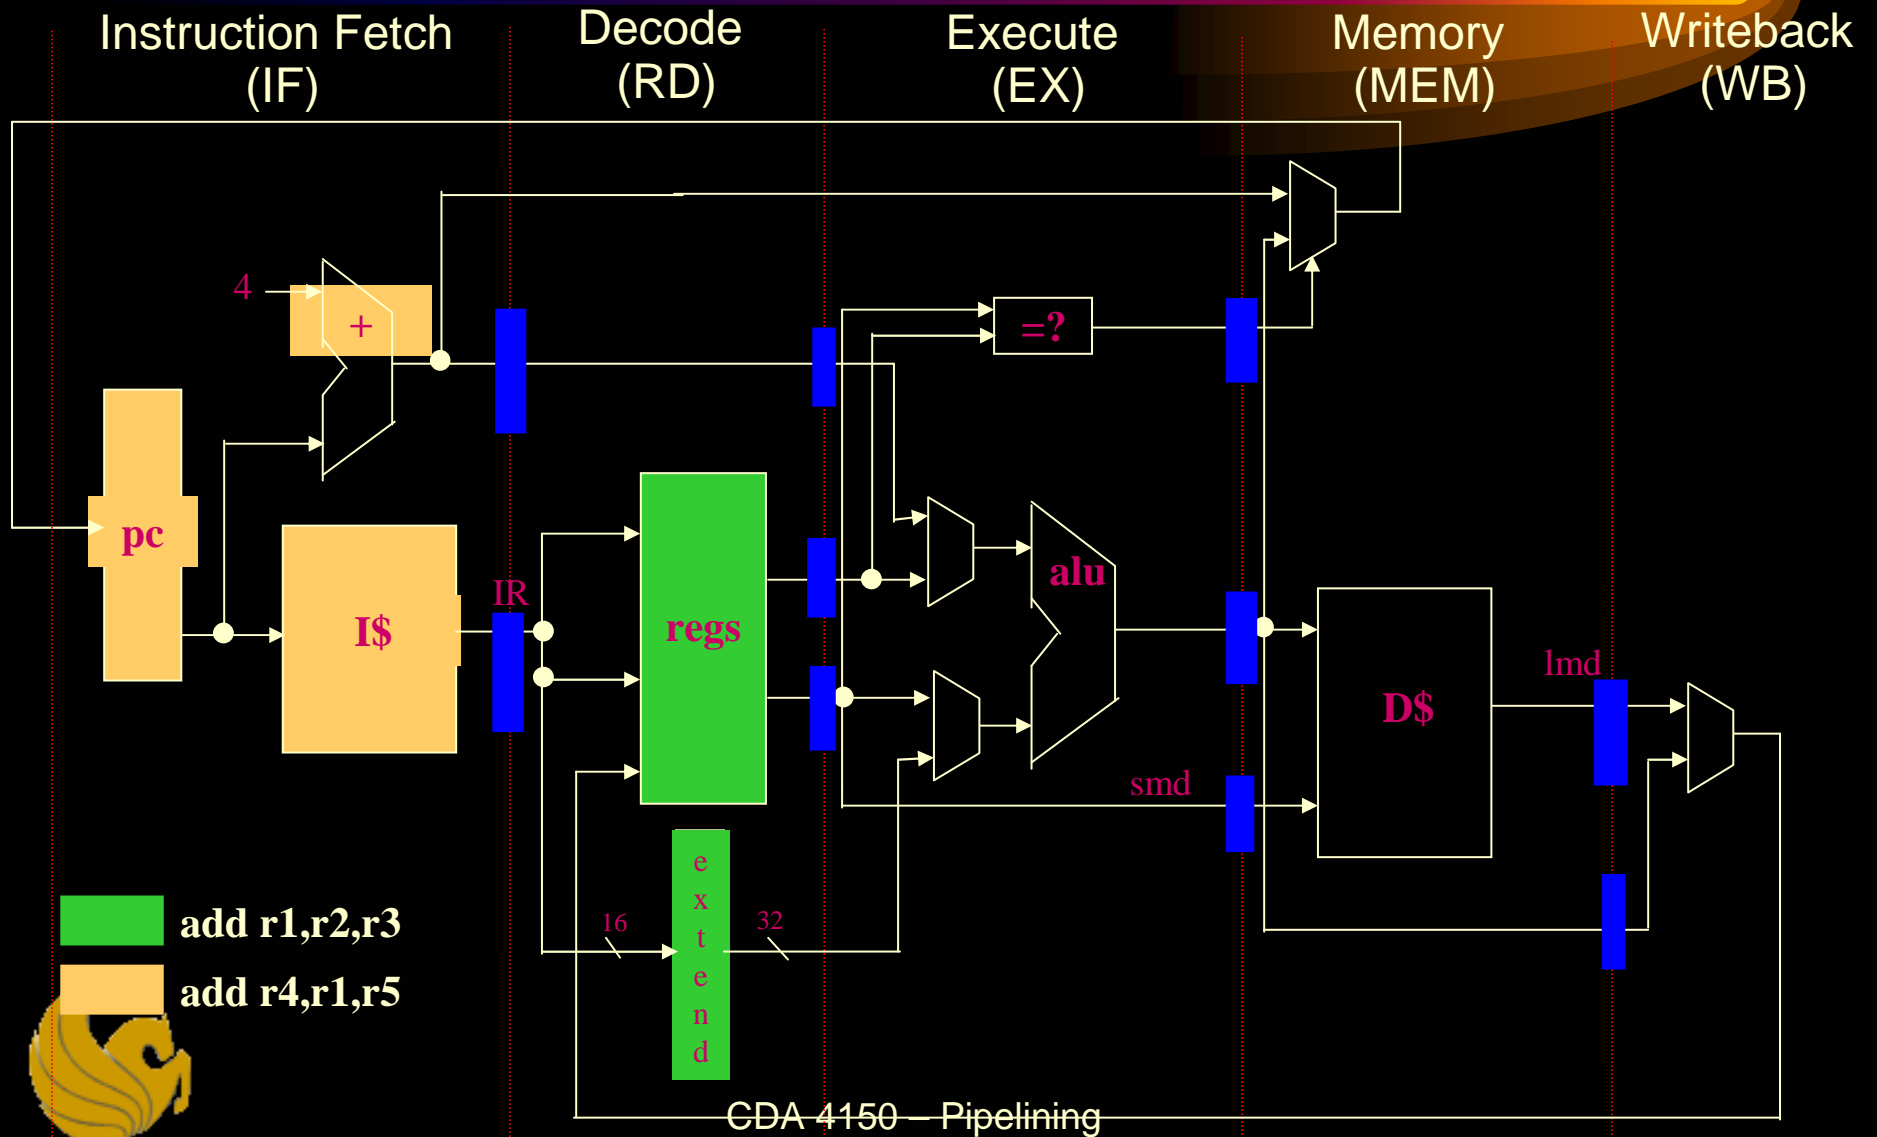 Instruction Fetch
(IF)
Decode
(RD)
Execute
(EX)
Memory
(MEM)
Writeback
(WB)
4
+
=?
pc
I$
IR
regs
alu
D$
lmd
smd
16
e
x
t
e
n
d
32
add r1,r2,r3
add r4,r1,r5
CDA 4150 – Pipelining